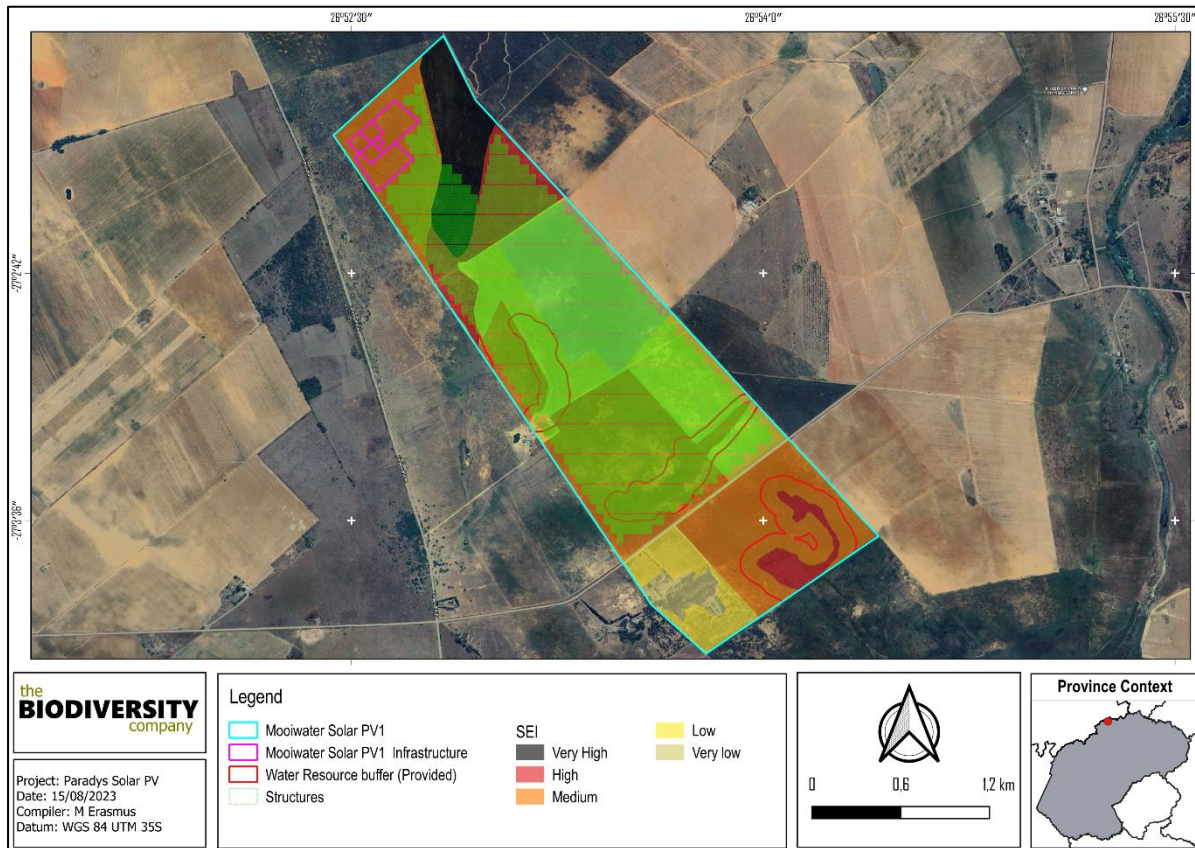 26°52'30" 26°54'0" 26°55'30"
-27°2'42"
-27°3'36"
the
BIODIVERSITY
company
Project: Paradys Solar PV
Date: 15/08/2023
Compiler: M Erasmus
Datum: WGS 84 UTM 35S
Legend
Mooiwater Solar PV1
Mooiwater Solar PV1 Infrastructure
Water Resource buffer (Provided)
Structures
SEI
Very High
High
Medium
Low
Very low
0 0,6 1,2 km
Province Context